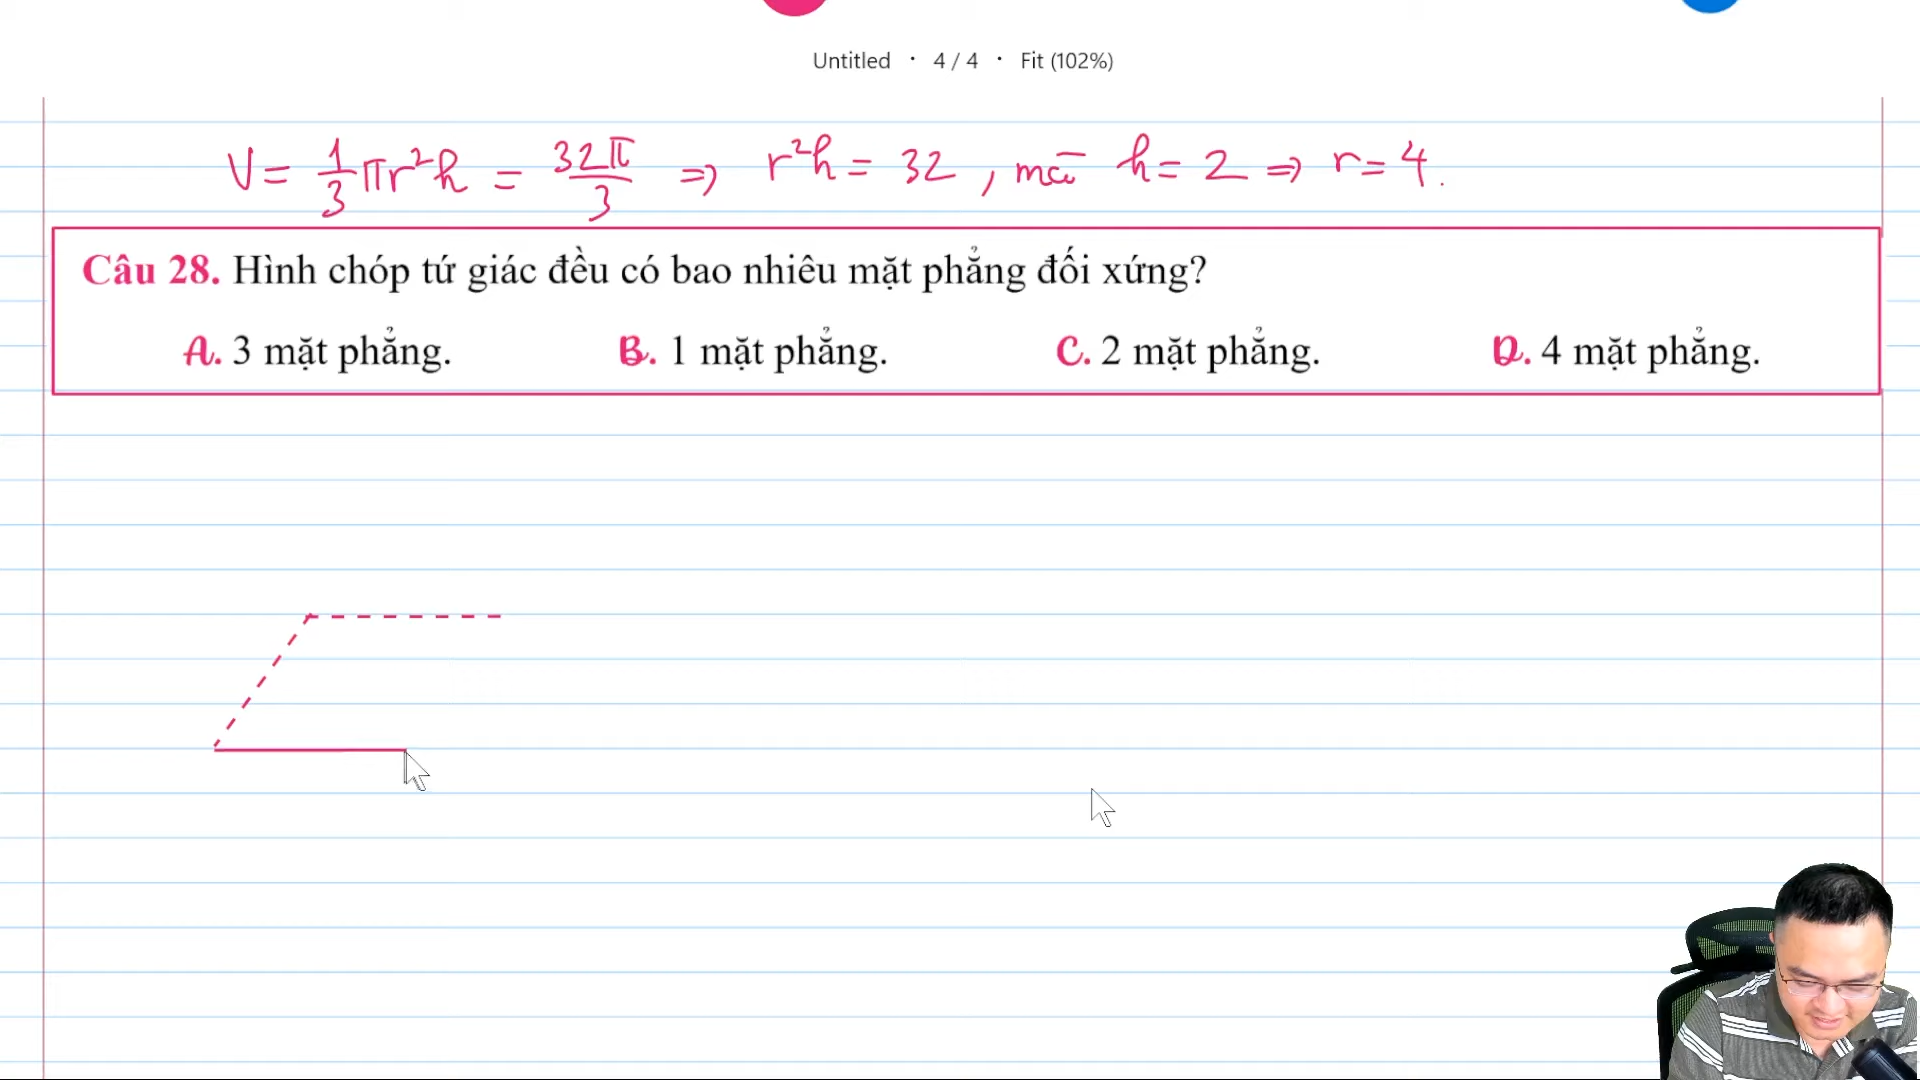 Untitled • 4 / 4 • Fit (102%)
V = 1/3 πr²h = 32π/3 ⇒ r²h = 32 , mà h = 2 ⇒ r = 4 .
Câu 28. Hình chóp tứ giác đều có bao nhiêu mặt phẳng đối xứng?
A. 3 mặt phẳng. B. 1 mặt phẳng. C. 2 mặt phẳng. D. 4 mặt phẳng.